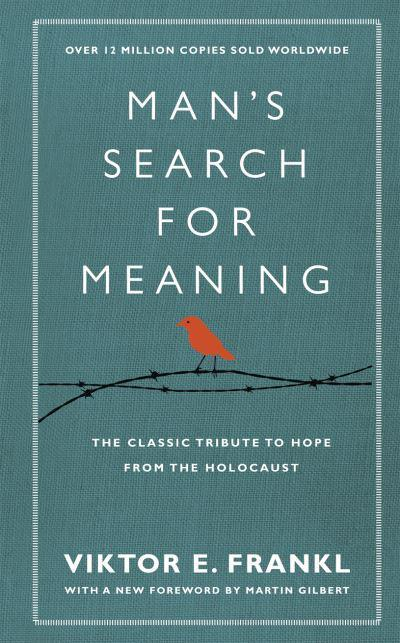 OVER 12 MILLION COPIES SOLD WORLDWIDE
MAN'S
SEARCH
FOR
MEANING
THE CLASSIC TRIBUTE TO HOPE
FROM THE HOLOCAUST
VIKTOR E. FRANKL
WITH A NEW FOREWORD BY MARTIN GILBERT